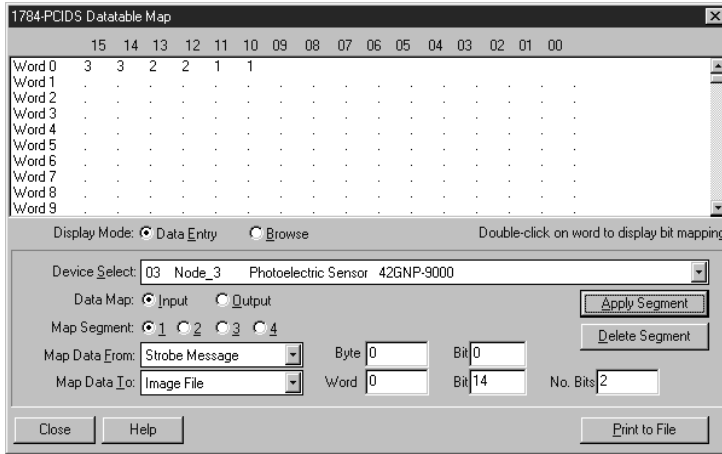 1784-PCIDS Datatable Map
15 14 13 12 11 10 09 08 07 06 05 04 03 02 01 00
Word 0 3 3 2 2 1 1
Word 1 . . . . . . . . . . . . . . . .
Word 2 . . . . . . . . . . . . . . . .
Word 3 . . . . . . . . . . . . . . . .
Word 4 . . . . . . . . . . . . . . . .
Word 5 . . . . . . . . . . . . . . . .
Word 6 . . . . . . . . . . . . . . . .
Word 7 . . . . . . . . . . . . . . . .
Word 8 . . . . . . . . . . . . . . . .
Word 9 . . . . . . . . . . . . . . . .
Display Mode: Data Entry Browse Double-click on word to display bit mapping
Device Select: 03 Node_3 Photoelectric Sensor 42GNP-9000
Data Map: Input Output Apply Segment
Map Segment: 1 2 3 4 Delete Segment
Map Data From: Strobe Message Byte 0 Bit 0
Map Data To: Image File Word 0 Bit 14 No. Bits 2
Close Help Print to File